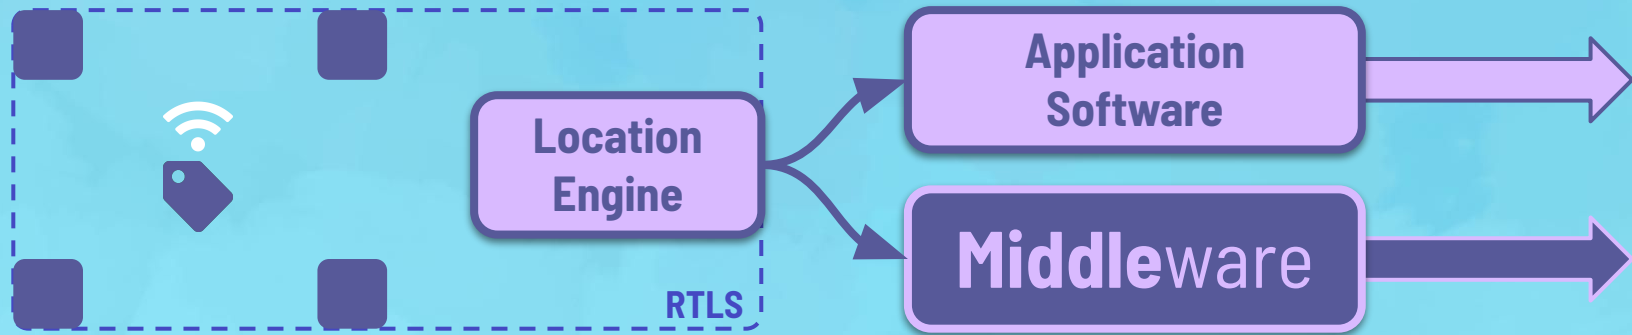 Location
Engine
RTLS
Application
Software
Middleware